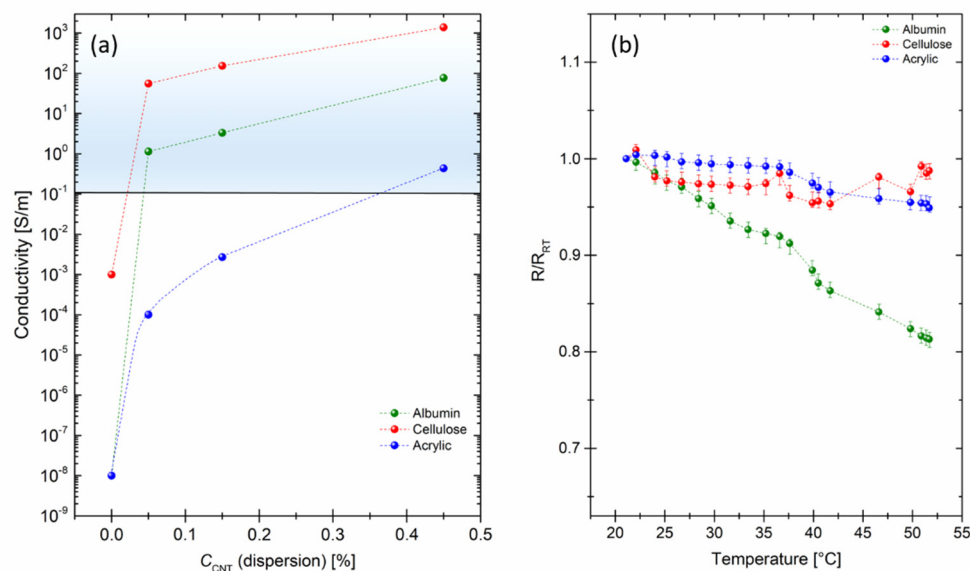 (a)
Conductivity [S/m]
10³
10²
10¹
10⁰
10⁻¹
10⁻²
10⁻³
10⁻⁴
10⁻⁵
10⁻⁶
10⁻⁷
10⁻⁸
10⁻⁹
Albumin
Cellulose
Acrylic
0.0 0.1 0.2 0.3 0.4 0.5
C_CNT (dispersion) [%]
(b)
Albumin
Cellulose
Acrylic
R/R_RT
1.1
1.0
0.9
0.8
0.7
20 25 30 35 40 45 50 55
Temperature [°C]